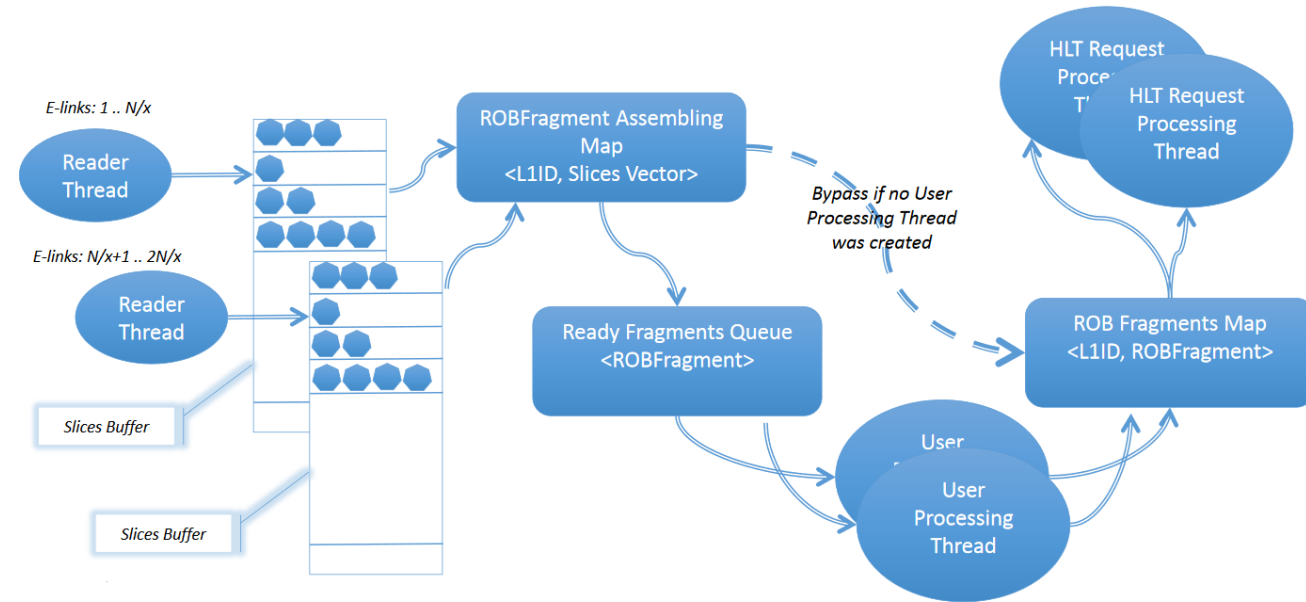 E-links: 1 .. N/x
Reader
Thread
E-links: N/x+1 .. 2N/x
Reader
Thread
Slices Buffer
Slices Buffer
ROBFragment Assembling
Map
<L1ID, Slices Vector>
Bypass if no User
Processing Thread
was created
Ready Fragments Queue
<ROBFragment>
User
User
Processing
Thread
ROB Fragments Map
<L1ID, ROBFragment>
HLT Request
HLT Request
Processing
Thread